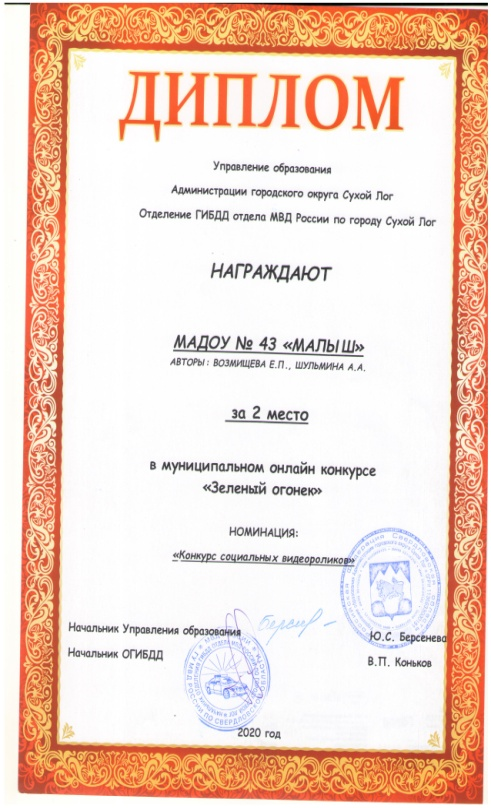 ДИПЛОМ
Управление образования
Администрации городского округа Сухой Лог
Отделение ГИБДД отдела МВД России по городу Сухой Лог
НАГРАЖДАЮТ
МАДОУ № 43 «МАЛЫШ»
АВТОРЫ: ВОЗМИЩЕВА Е.П., ШУЛЬМИНА А.А.
за 2 место
в муниципальном онлайн конкурсе
«Зеленый огонек»
НОМИНАЦИЯ:
«Конкурс социальных видеороликов»
Начальник Управления образования
Ю.С. Берсенева
Начальник ОГИБДД
В.П. Коньков
2020 год